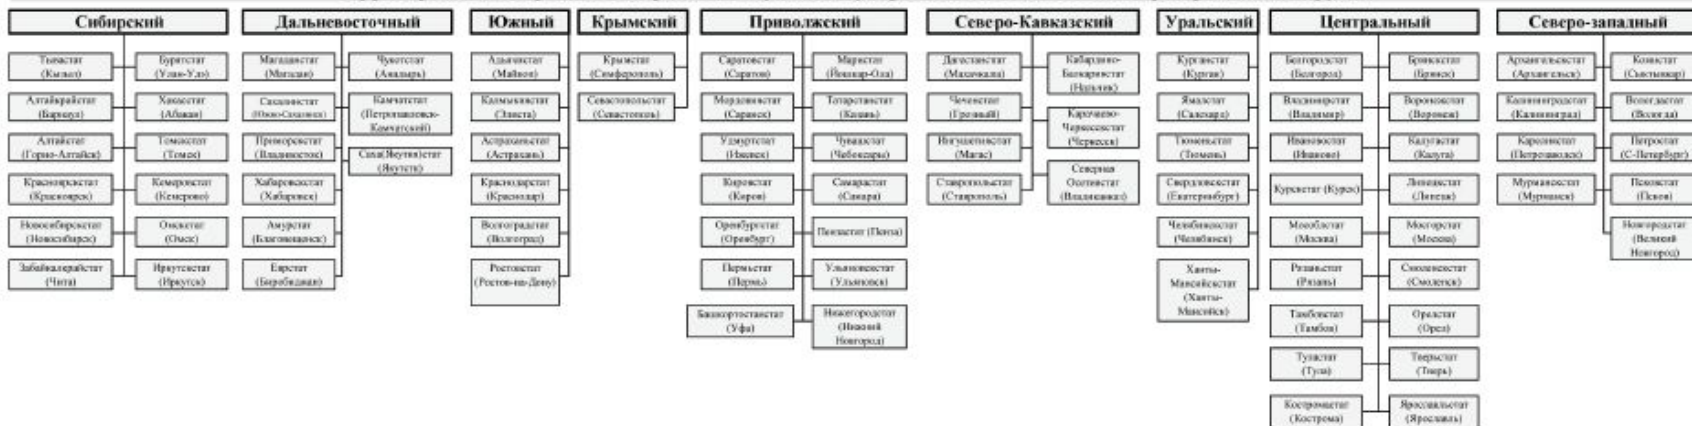 Сибирский
Тывастат
(Кызыл)
Бурятстат
(Улан-Удэ)
Алтайкрайстат
(Барнаул)
Хакасстат
(Абакан)
Алтайстат
(Горно-Алтайск)
Томскстат
(Томск)
Красноярскстат
(Красноярск)
Кемеровстат
(Кемерово)
Новосибирскстат
(Новосибирск)
Омскстат
(Омск)
Забайкалкрайстат
(Чита)
Иркутскстат
(Иркутск)
Дальневосточный
Магаданстат
(Магадан)
Чукотстат
(Анадырь)
Сахалинстат
(Южно-Сахалинск)
Камчатстат
(Петропавловск-
Камчатский)
Приморскстат
(Владивосток)
Саха(Якутия)стат
(Якутск)
Хабаровскстат
(Хабаровск)
Амурстат
(Благовещенск)
Еврстат
(Биробиджан)
Южный
Адыгеястат
(Майкоп)
Калмыкиястат
(Элиста)
Астраханьстат
(Астрахань)
Краснодарстат
(Краснодар)
Волгоградстат
(Волгоград)
Ростовстат
(Ростов-на-Дону)
Крымский
Крымстат
(Симферополь)
Севастопольстат
(Севастополь)
Приволжский
Саратовстат
(Саратов)
Маристат
(Йошкар-Ола)
Мордовиястат
(Саранск)
Татарстанстат
(Казань)
Удмуртстат
(Ижевск)
Чувашстат
(Чебоксары)
Кировстат
(Киров)
Самарастат
(Самара)
Оренбургстат
(Оренбург)
Пензастат (Пенза)
Пермьстат
(Пермь)
Ульяновскстат
(Ульяновск)
Башкортостанстат
(Уфа)
Нижегородстат
(Нижний
Новгород)
Северо-Кавказский
Дагестанстат
(Махачкала)
Кабардино-
Балкариястат
(Нальчик)
Чеченстат
(Грозный)
Карачаево-
Черкесскстат
(Черкесск)
Ингушетиястат
(Магас)
Северная
Осетиястат
(Владикавказ)
Ставропольстат
(Ставрополь)
Уральский
Курганстат
(Курган)
Ямалстат
(Салехард)
Тюменьстат
(Тюмень)
Свердловскстат
(Екатеринбург)
Челябинскстат
(Челябинск)
Ханты-
Мансийскстат
(Ханты-
Мансийск)
Центральный
Белгородстат
(Белгород)
Брянскстат
(Брянск)
Владимирстат
(Владимир)
Воронежстат
(Воронеж)
Ивановостат
(Иваново)
Калугастат
(Калуга)
Курскстат (Курск)
Липецкстат
(Липецк)
Мособлстат
(Москва)
Мосгорстат
(Москва)
Рязаньстат
(Рязань)
Смоленскстат
(Смоленск)
Тамбовстат
(Тамбов)
Орелстат
(Орел)
Туластат
(Тула)
Тверьстат
(Тверь)
Костромастат
(Кострома)
Ярославльстат
(Ярославль)
Северо-западный
Архангельскстат
(Архангельск)
Комистат
(Сыктывкар)
Калининградстат
(Калининград)
Вологдастат
(Вологда)
Карелиястат
(Петрозаводск)
Петростат
(С-Петербург)
Мурманскстат
(Мурманск)
Псковстат
(Псков)
Новгородстат
(Великий
Новгород)